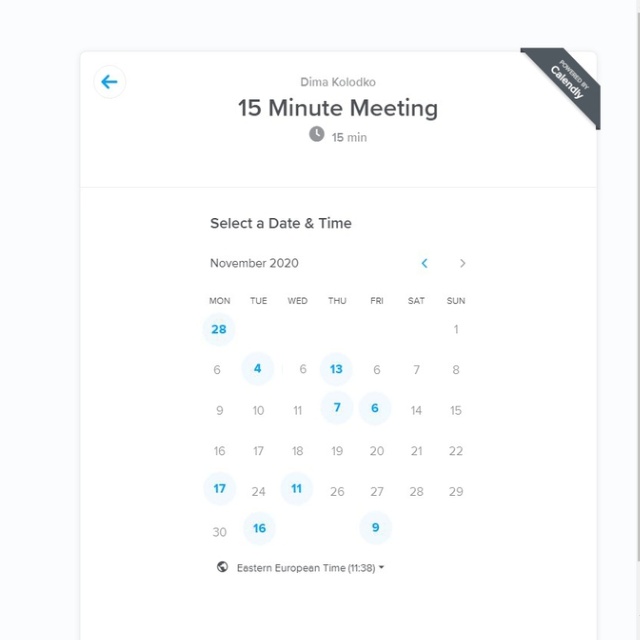 POWERED BY
Calendly
Dima Kolodko
15 Minute Meeting
15 min
Select a Date & Time
November 2020
MON TUE WED THU FRI SAT SUN
28 1
6 4 6 13 6 7 8
9 10 11 7 6 14 15
16 17 18 19 20 21 22
17 24 11 26 27 28 29
30 16 9
Eastern European Time (11:38)